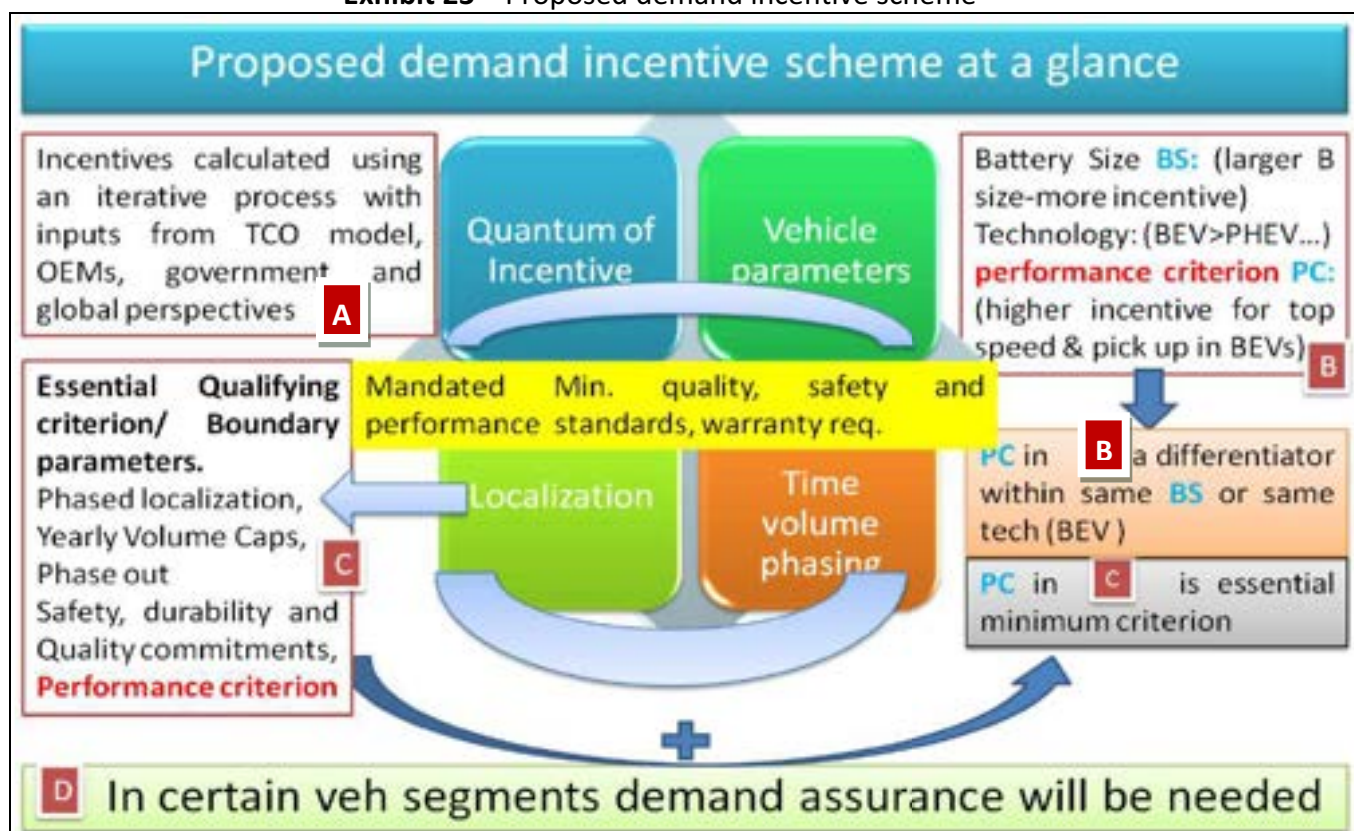 Exhibit 23 – Proposed demand incentive scheme
Proposed demand incentive scheme at a glance
Incentives calculated using
an iterative process with
inputs from TCO model,
OEMs, government and
global perspectives
A
Quantum of
Incentive
Vehicle
parameters
Battery Size BS: (larger B
size-more incentive)
Technology: (BEV>PHEV...)
performance criterion PC:
(higher incentive for top
speed & pick up in BEVs)
B
Essential Qualifying
criterion/ Boundary
parameters.
Phased localization,
Yearly Volume Caps,
Phase out
Safety, durability and
Quality commitments,
Performance criterion
C
Mandated Min. quality, safety and
performance standards, warranty req.
Localization
Time
volume
phasing
PC in B a differentiator
within same BS or same
tech (BEV )
PC in C is essential
minimum criterion
D In certain veh segments demand assurance will be needed